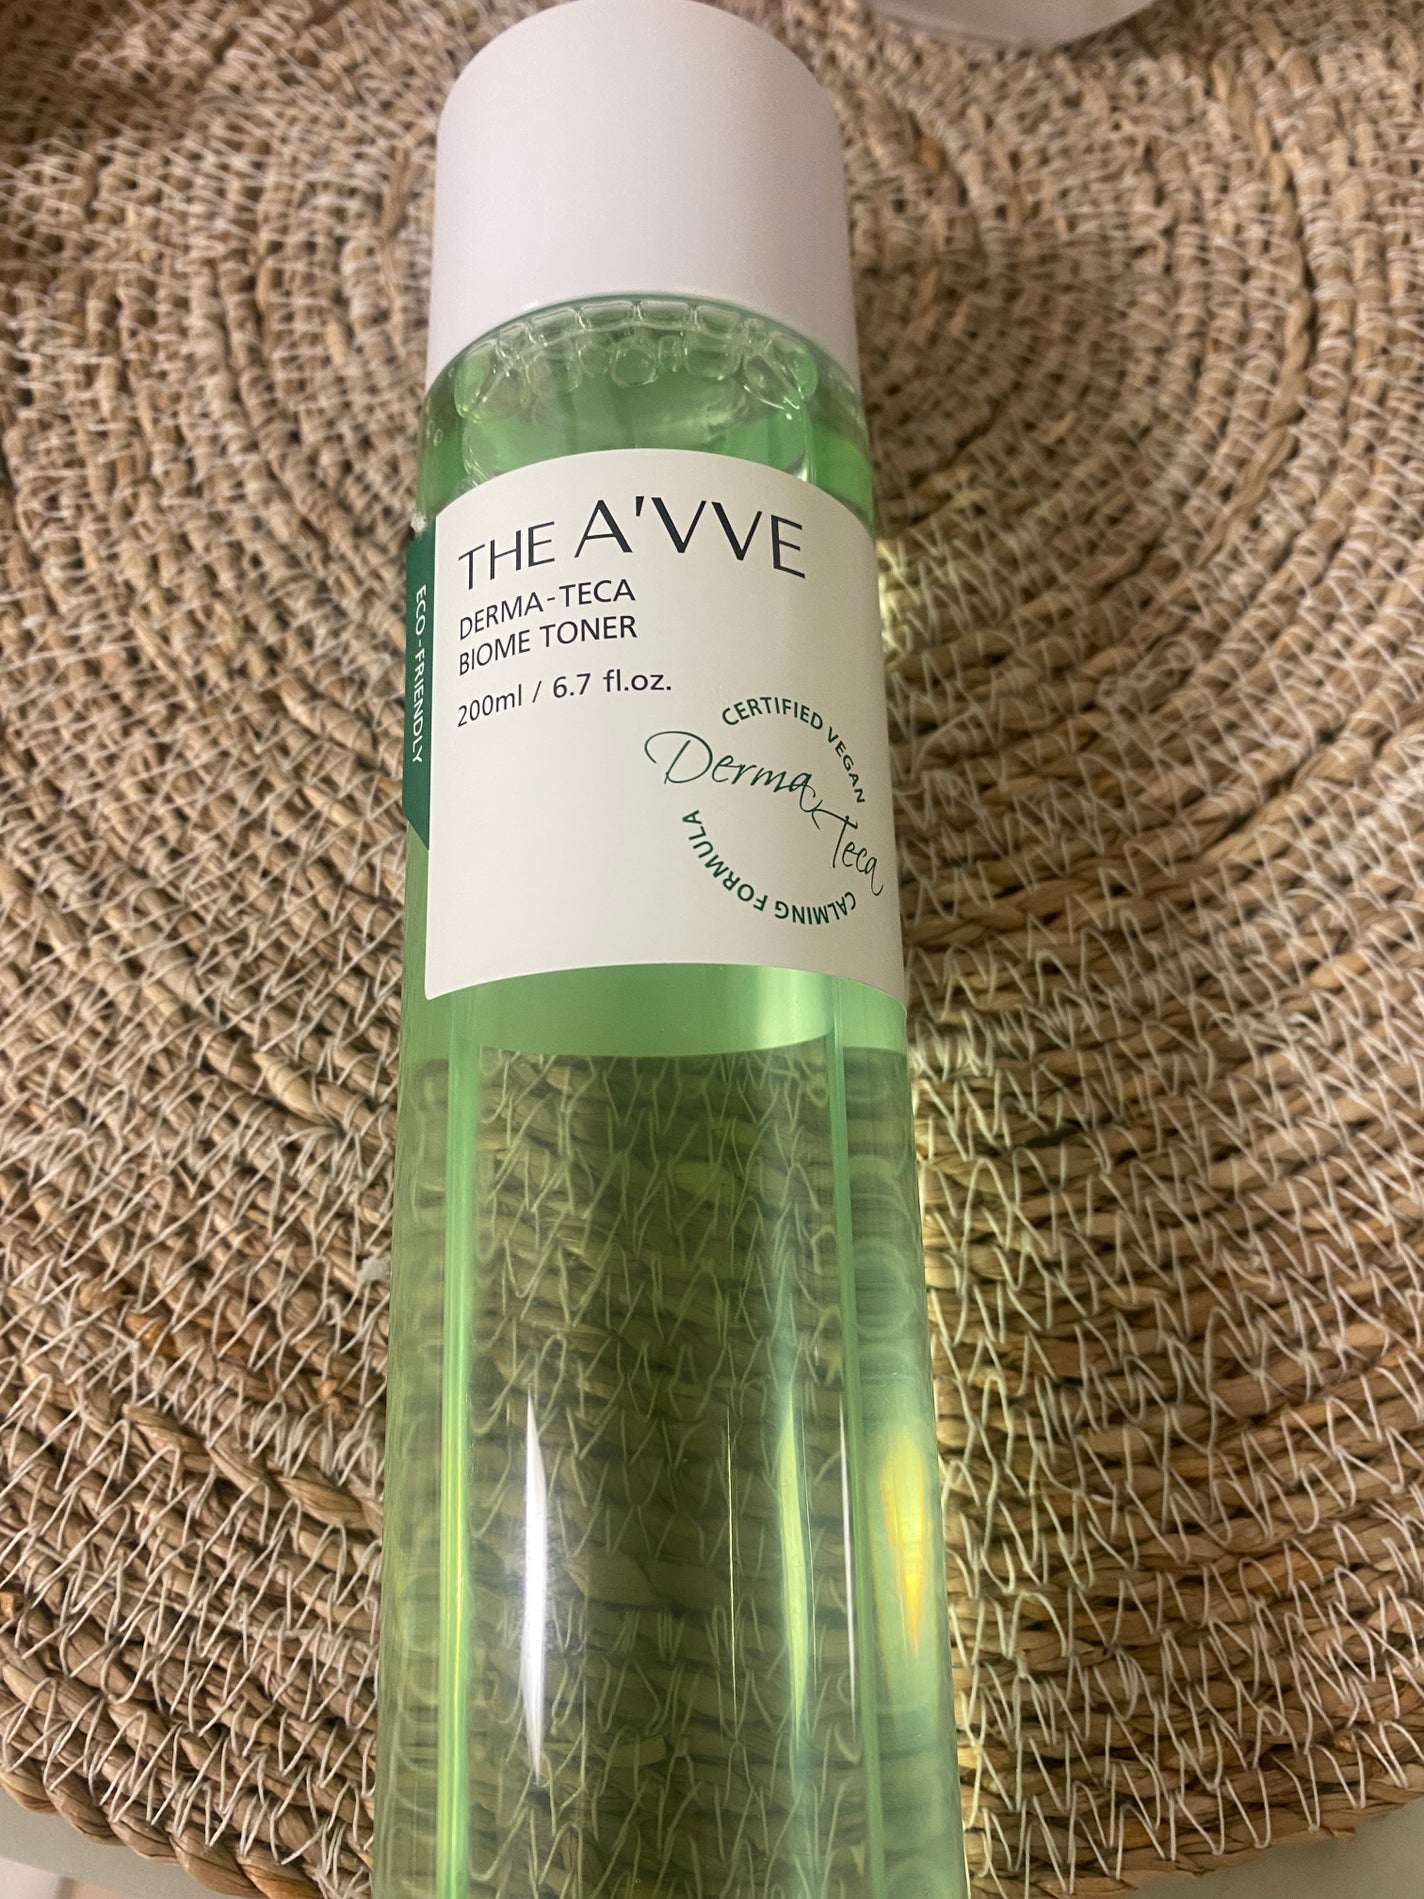 THE A'VVE
DERMA-TECA
BIOME TONER
200ml / 6.7 fl.oz.
ECO-FRIENDLY
CERTIFIED VEGAN
Derma Teca
CALMING FORMULA